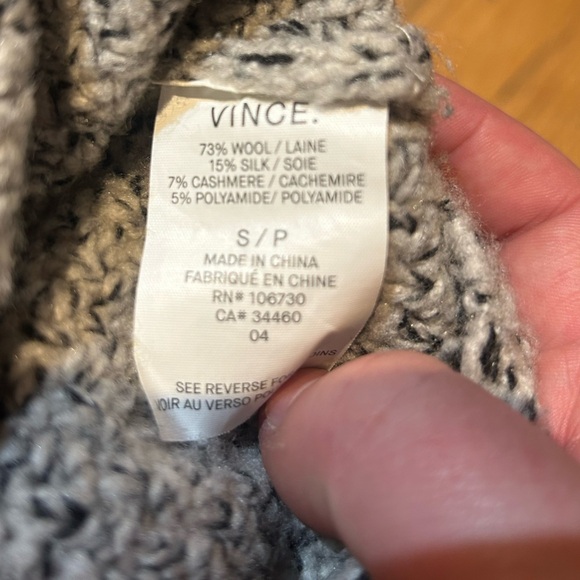 VINCE.
73% WOOL / LAINE
15% SILK / SOIE
7% CASHMERE / CACHEMIRE
5% POLYAMIDE/ POLYAMIDE
S / P
MADE IN CHINA
FABRIQUÉ EN CHINE
RN# 106730
CA# 34460
04
SEE REVERSE
VOIR AU VERSO